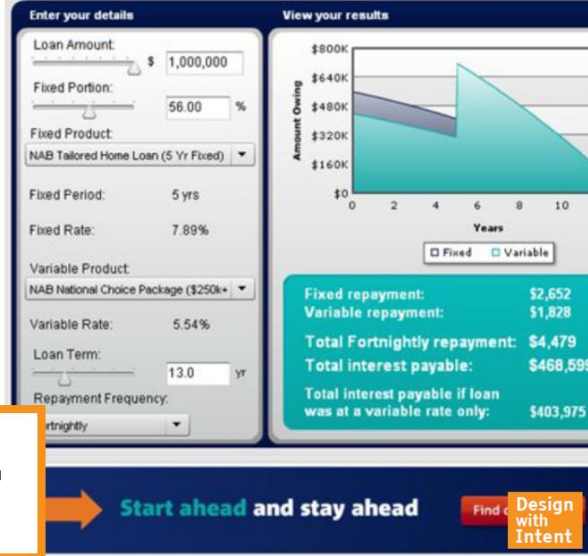 Enter your details
Loan Amount:
$ 1,000,000
Fixed Portion:
56.00 %
Fixed Product:
NAB Tailored Home Loan (5 Yr Fixed)
Fixed Period: 5 yrs
Fixed Rate: 7.89%
Variable Product:
NAB National Choice Package ($250k+
Variable Rate: 5.54%
Loan Term:
13.0 yr
Repayment Frequency:
rtnightly
View your results
Amount Owing
$800K
$640K
$480K
$320K
$160K
$0
0 2 4 6 8 10
Years
Fixed Variable
Fixed repayment: $2,652
Variable repayment: $1,828
Total Fortnightly repayment: $4,479
Total interest payable: $468,599
Total interest payable if loan
was at a variable rate only: $403,975
Start ahead and stay ahead
Find
Design
with
Intent